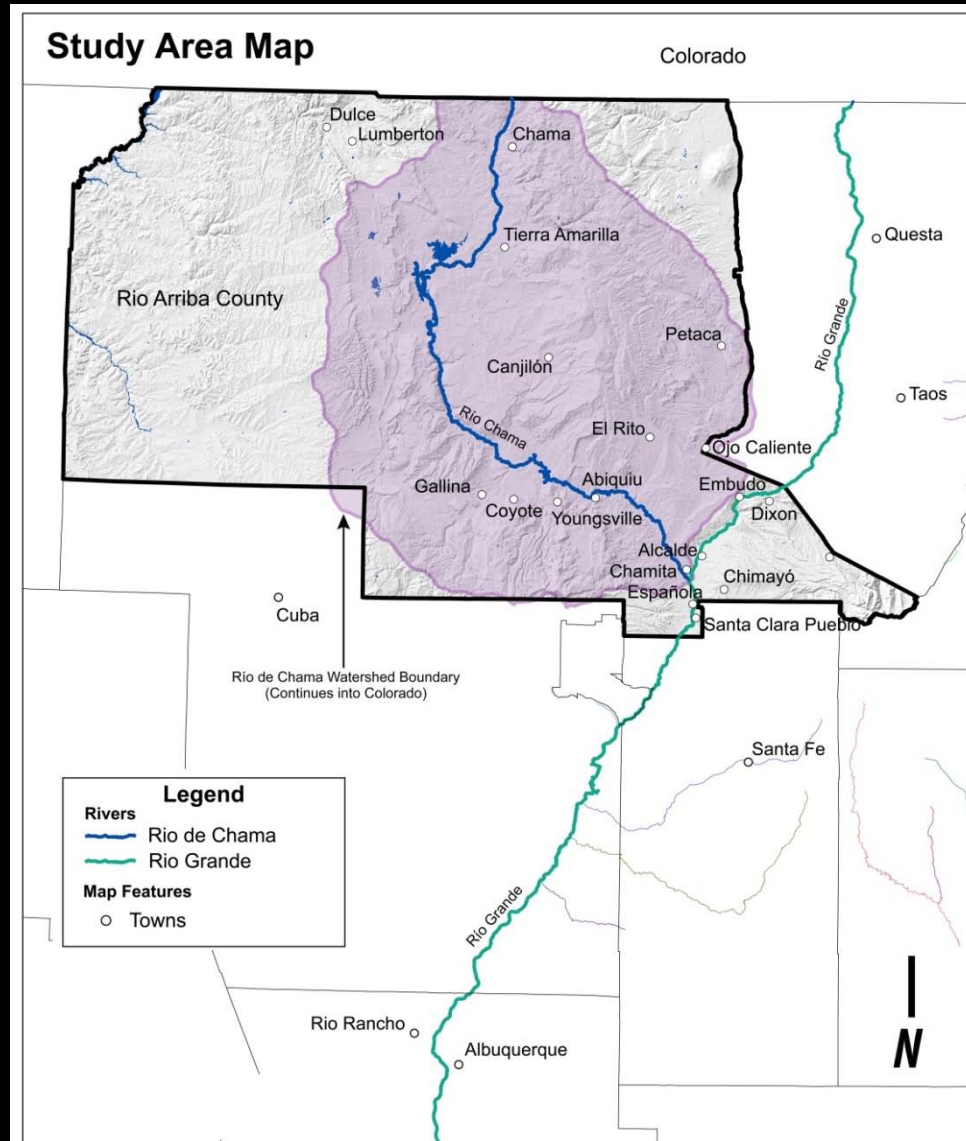 Study Area Map
Colorado
Dulce
Lumberton
Chama
Questa
Tierra Amarilla
Rio Arriba County
Río Grande
Petaca
Canjilón
Taos
Río Chama
El Rito
Ojo Caliente
Gallina
Abiquiu
Embudo
Coyote
Youngsville
Dixon
Alcalde
Chamita
Chimayó
Española
Cuba
Santa Clara Pueblo
Río de Chama Watershed Boundary
(Continues into Colorado)
Santa Fe
Legend
Rivers
Rio de Chama
Rio Grande
Map Features
Towns
Río Grande
Rio Rancho
Albuquerque
N